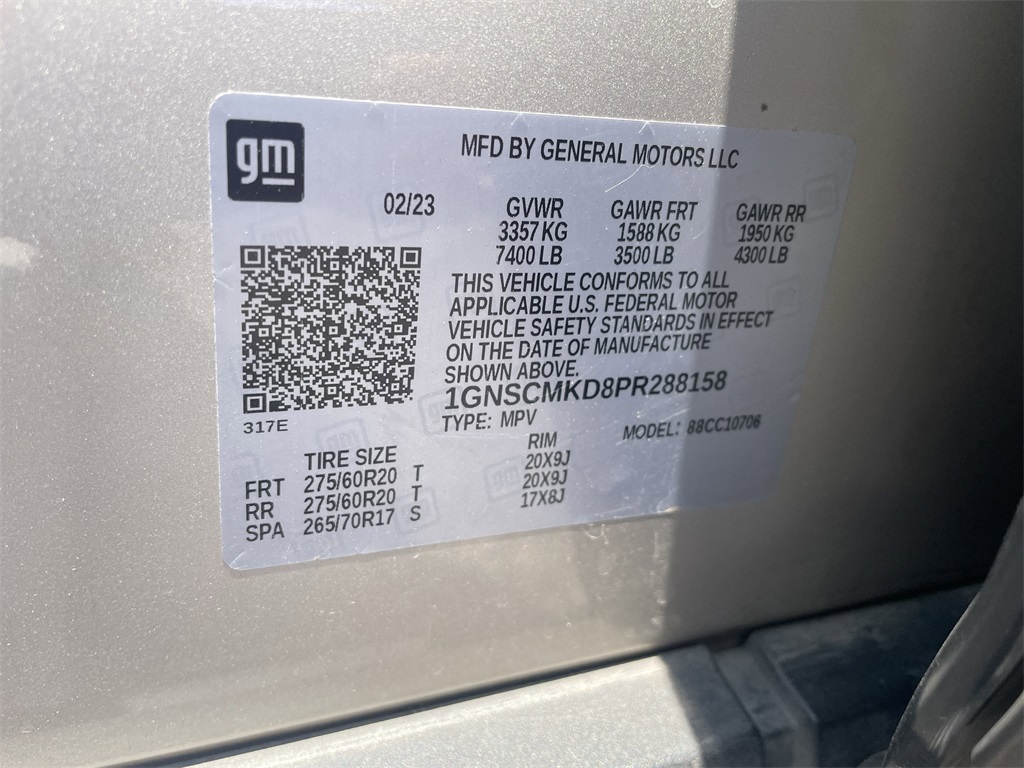 gm
MFD BY GENERAL MOTORS LLC
02/23 GVWR GAWR FRT GAWR RR
3357 KG 1588 KG 1950 KG
7400 LB 3500 LB 4300 LB
THIS VEHICLE CONFORMS TO ALL
APPLICABLE U.S. FEDERAL MOTOR
VEHICLE SAFETY STANDARDS IN EFFECT
ON THE DATE OF MANUFACTURE
SHOWN ABOVE.
1GNSCMKD8PR288158
317E
TYPE: MPV MODEL: 88CC10706
TIRE SIZE RIM
FRT 275/60R20 T 20X9J
RR 275/60R20 T 20X9J
SPA 265/70R17 S 17X8J